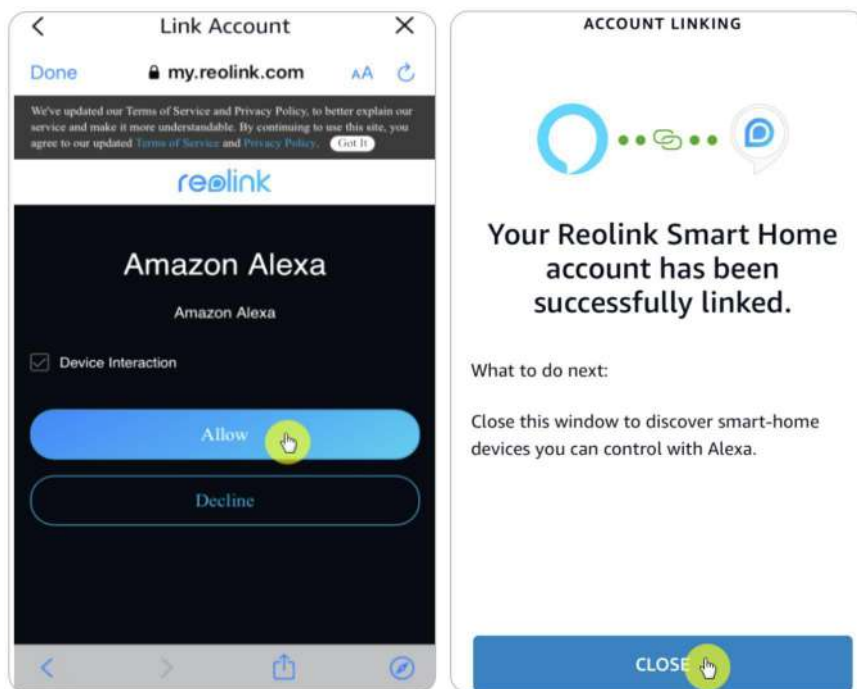 Link Account
Done
my.reolink.com
AA
We've updated our Terms of Service and Privacy Policy, to better explain our
service and make it more understandable. By continuing to use this site, you
agree to our updated Terms of Service and Privacy Policy. Got It
reolink
Amazon Alexa
Amazon Alexa
Device Interaction
Allow
Decline
ACCOUNT LINKING
Your Reolink Smart Home
account has been
successfully linked.
What to do next:
Close this window to discover smart-home
devices you can control with Alexa.
CLOSE